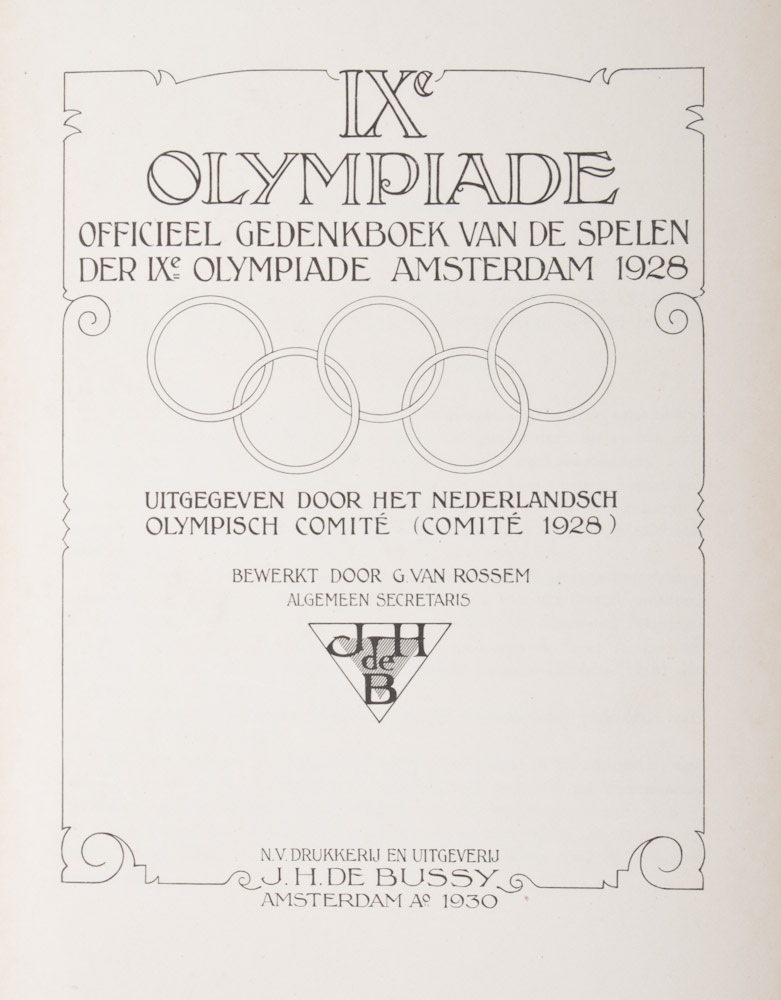 IXe
OLYMPIADE
OFFICIEEL GEDENKBOEK VAN DE SPELEN
DER IXe OLYMPIADE AMSTERDAM 1928
UITGEGEVEN DOOR HET NEDERLANDSCH
OLYMPISCH COMITÉ (COMITÉ 1928)
BEWERKT DOOR G. VAN ROSSÉM
ALGEMEEN SECRETARIS
J H
de
B
N.V. DRUKKERIJ EN UITGEVERIJ
J. H. DE BUSSY
AMSTERDAM Ao 1930